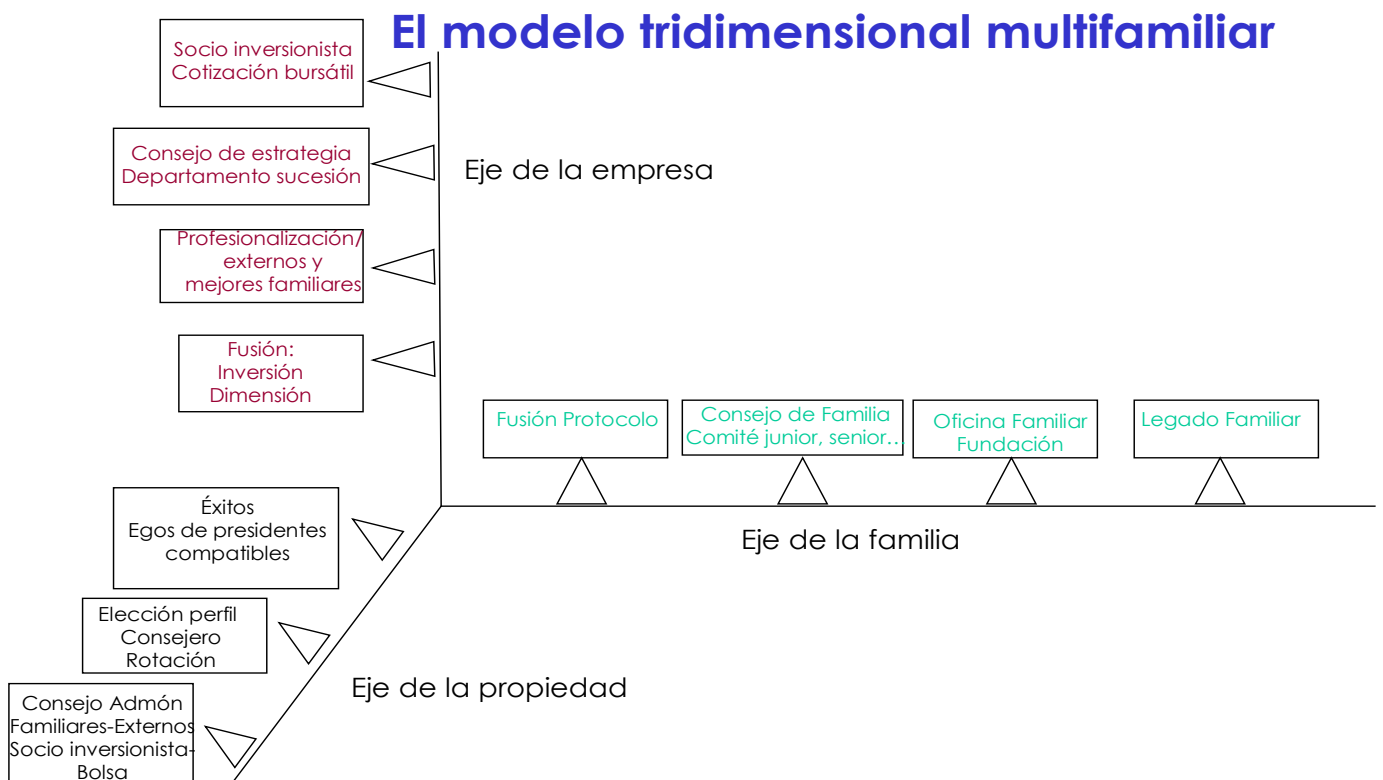 El modelo tridimensional multifamiliar
Socio inversionista
Cotización bursátil
Consejo de estrategia
Departamento sucesión
Eje de la empresa
Profesionalización/
externos y
mejores familiares
Fusión:
Inversión
Dimensión
Fusión Protocolo
Consejo de Familia
Comité junior, senior...
Oficina Familiar
Fundación
Legado Familiar
Eje de la familia
Éxitos
Egos de presidentes
compatibles
Elección perfil
Consejero
Rotación
Eje de la propiedad
Consejo Admón
Familiares-Externos
Socio inversionista-
Bolsa